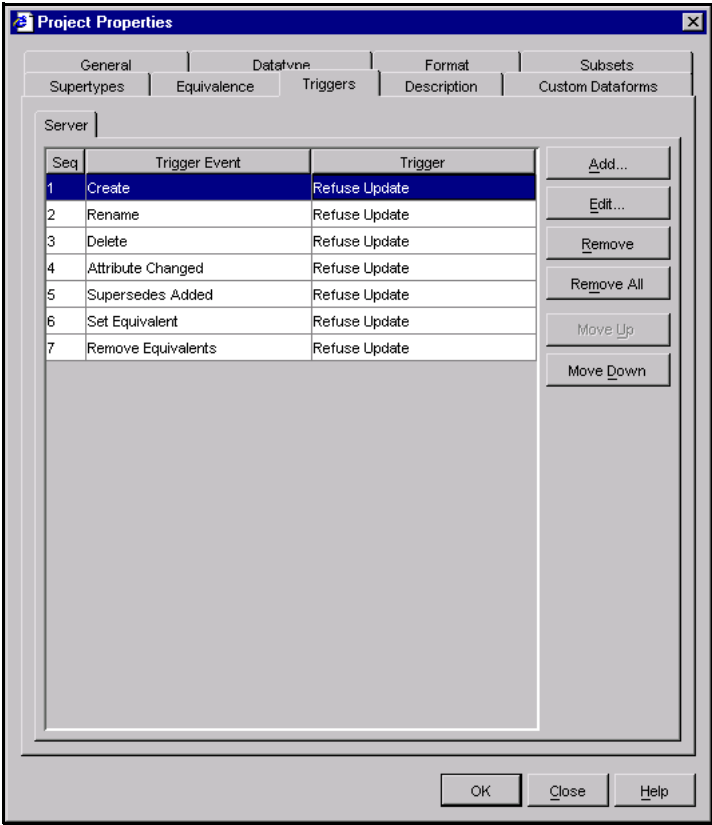 Project Properties
General Datatype Format Subsets
Supertypes Equivalence Triggers Description Custom Dataforms
Server
Seq Trigger Event Trigger
1 Create Refuse Update
2 Rename Refuse Update
3 Delete Refuse Update
4 Attribute Changed Refuse Update
5 Supersedes Added Refuse Update
6 Set Equivalent Refuse Update
7 Remove Equivalents Refuse Update
Add...
Edit...
Remove
Remove All
Move Up
Move Down
OK Close Help